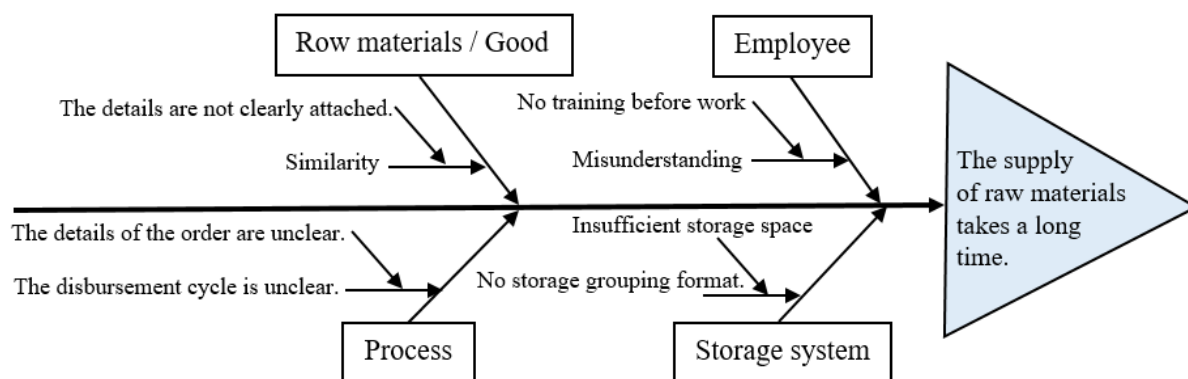 Row materials / Good
Employee
The details are not clearly attached.
No training before work
Similarity
Misunderstanding
The supply
of raw materials
takes a long
time.
The details of the order are unclear.
Insufficient storage space
The disbursement cycle is unclear.
No storage grouping format.
Process
Storage system